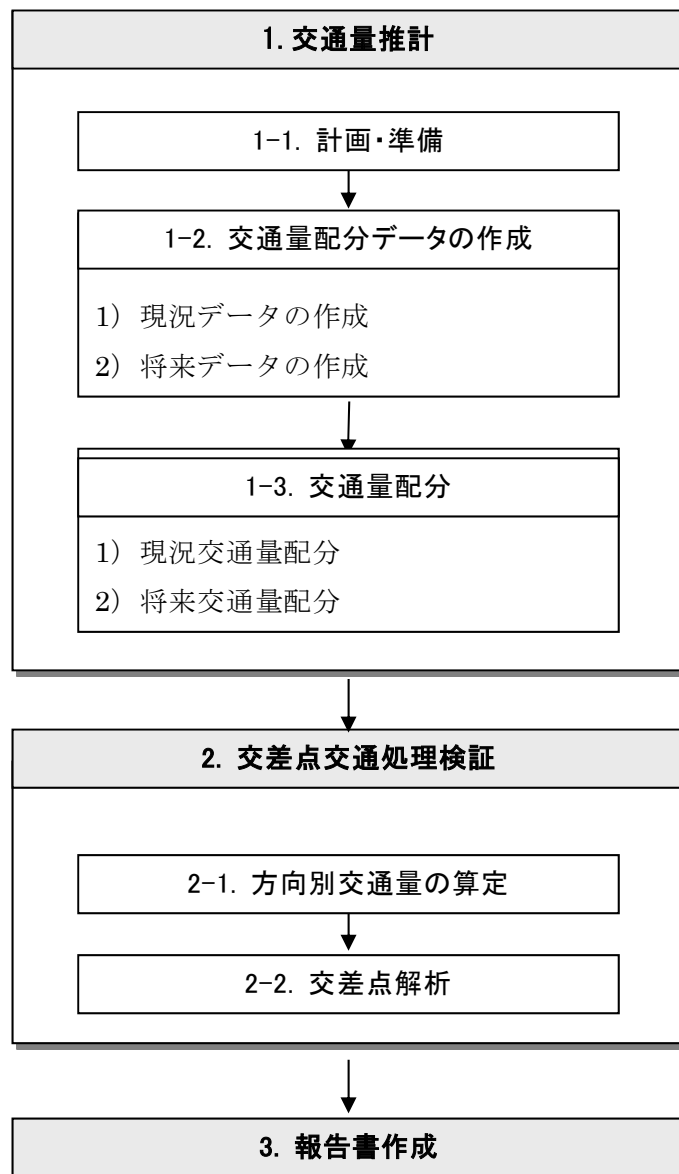 1. 交通量推計
1-1. 計画・準備
1-2. 交通量配分データの作成
1) 現況データの作成
2) 将来データの作成
1-3. 交通量配分
1) 現況交通量配分
2) 将来交通量配分
2. 交差点交通処理検証
2-1. 方向別交通量の算定
2-2. 交差点解析
3. 報告書作成